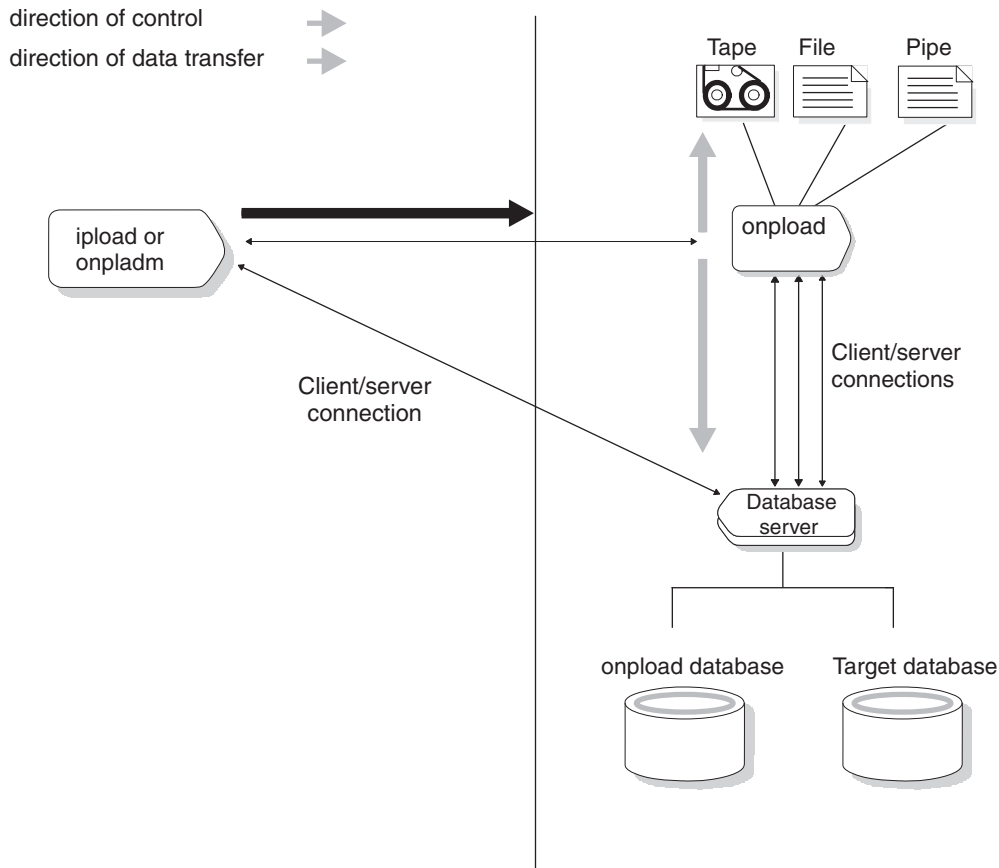 direction of control
direction of data transfer
Tape
File
Pipe
ipload or
onpladm
onpload
Client/server
connection
Client/server
connections
Database
server
onpload database
Target database